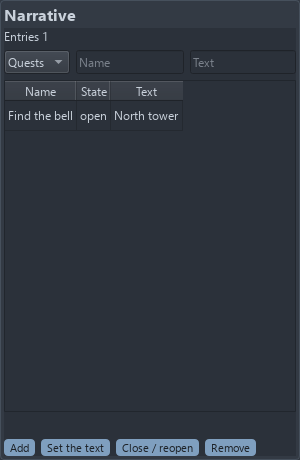 Narrative
Entries 1
Quests Name Text
Name State Text
Find the bell open North tower
Add Set the text Close / reopen Remove